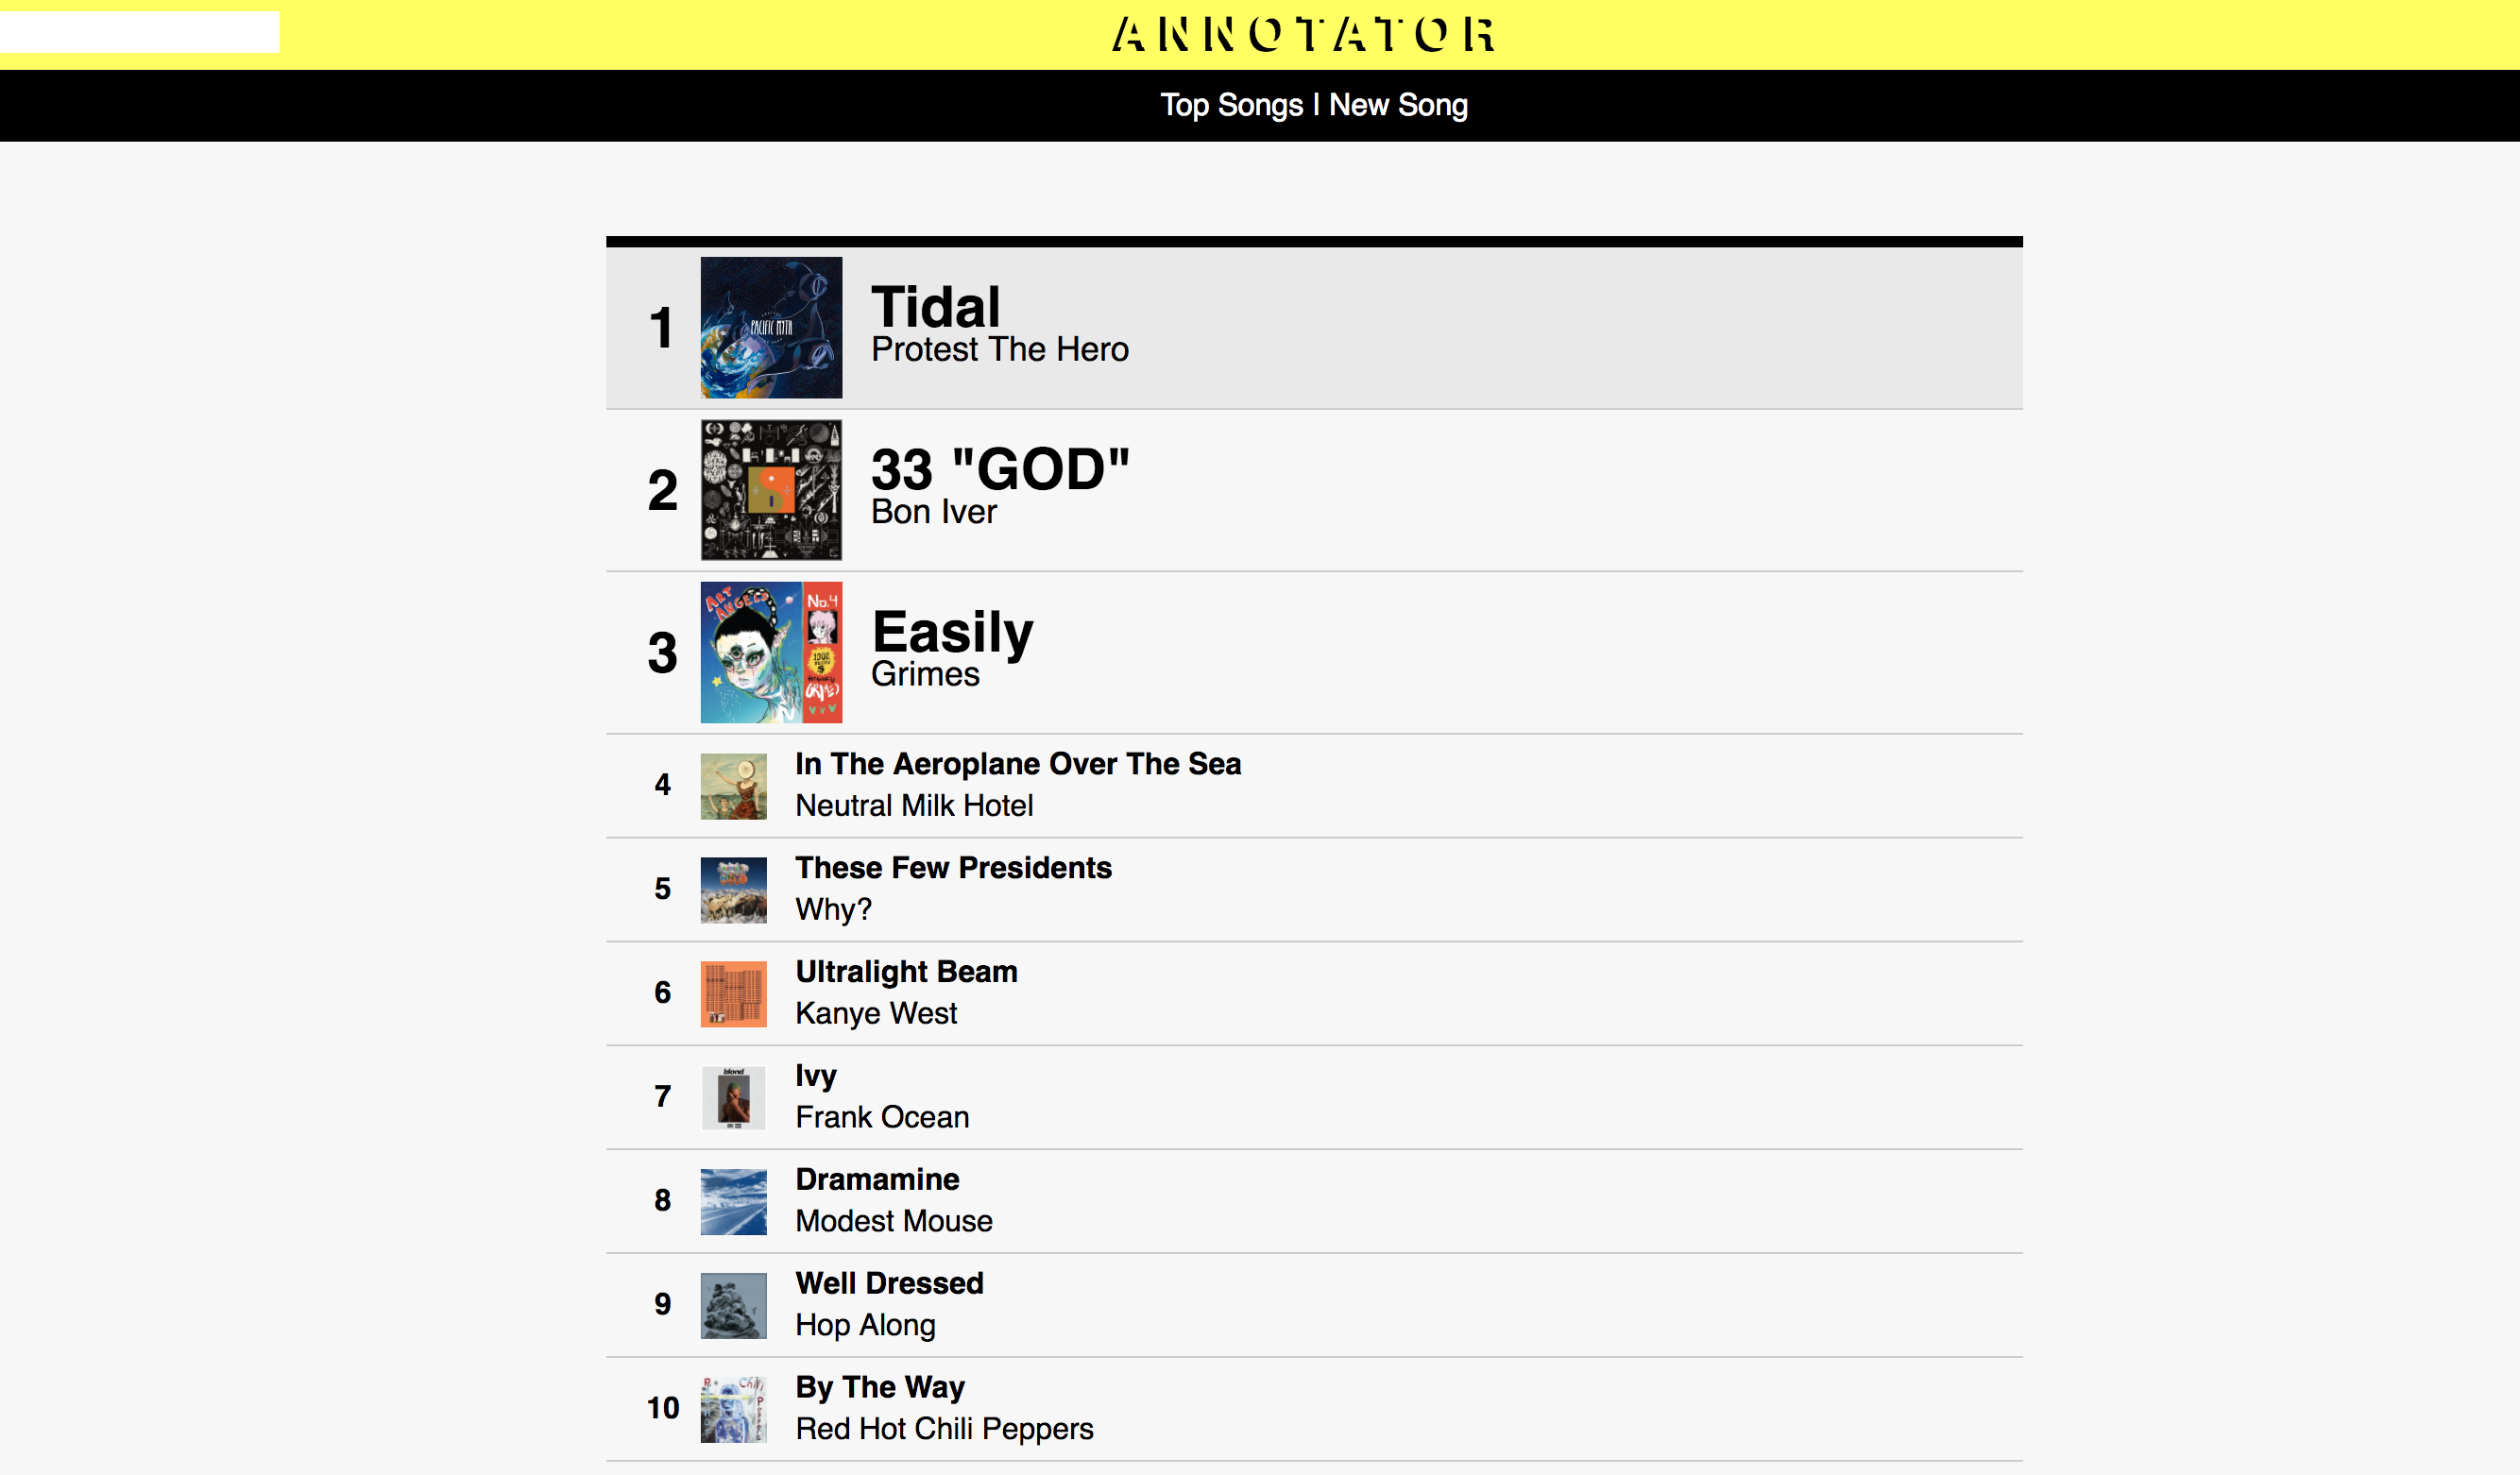 ANNOTATOR
Top Songs | New Song
1
PACIFIC MYTH
Tidal
Protest The Hero
2
33 "GOD"
Bon Iver
3
ART ANGELS
No.4
GRIMES
Easily
Grimes
4
In The Aeroplane Over The Sea
Neutral Milk Hotel
5
These Few Presidents
Why?
6
Ultralight Beam
Kanye West
7
blond
Ivy
Frank Ocean
8
Dramamine
Modest Mouse
9
Well Dressed
Hop Along
10
By The Way
Red Hot Chili Peppers